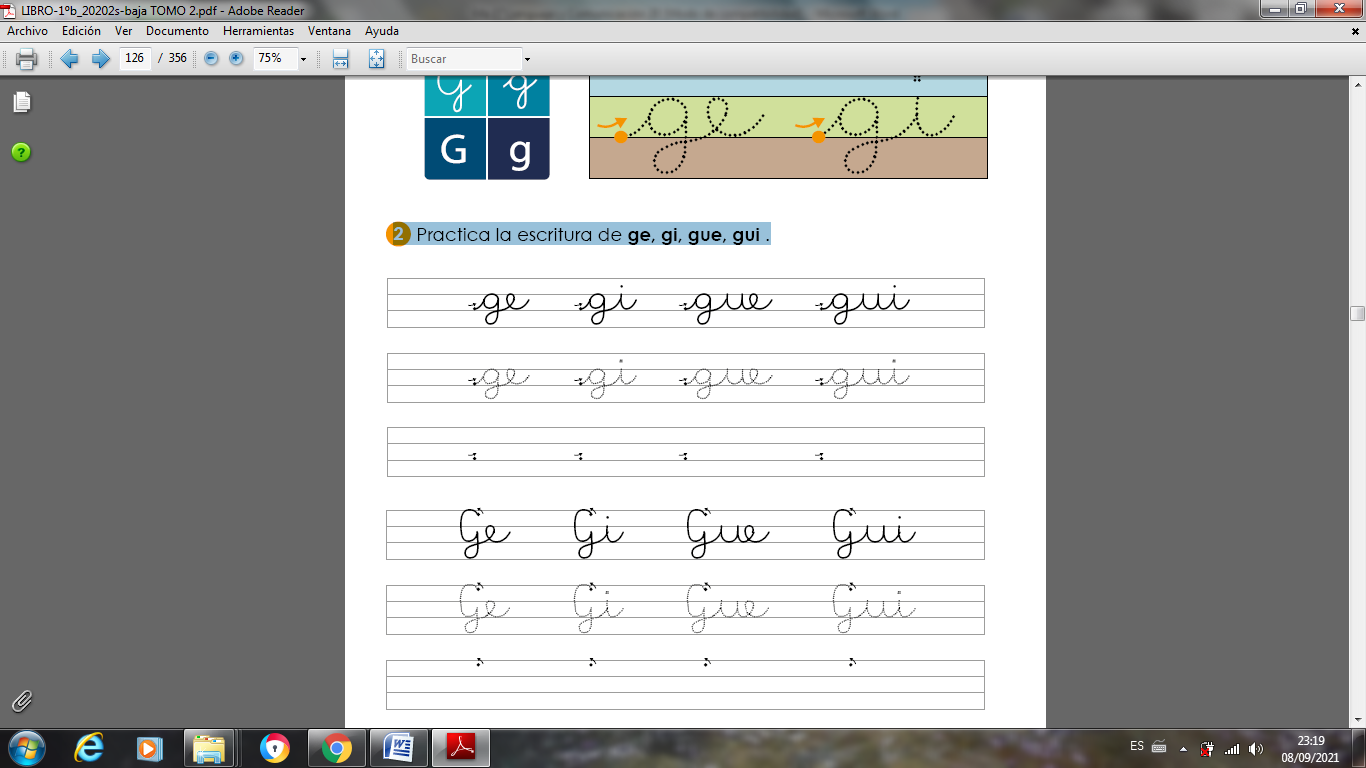 LIBRO-1ºb_20202s-baja TOMO 2.pdf - Adobe Reader
Archivo Edición Ver Documento Herramientas Ventana Ayuda
126 / 356 75% Buscar
G g
G g
ge gi
2 Practica la escritura de ge, gi, gue, gui .
ge gi gue gui
ge gi gue gui
Ge Gi Gue Gui
Ge Gi Gue Gui
ES 23:19
08/09/2021